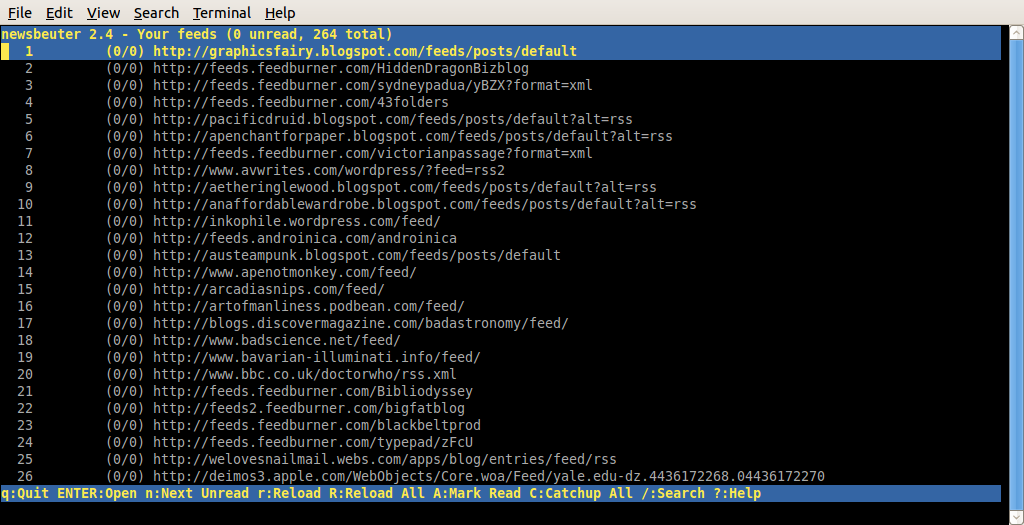 File Edit View Search Terminal Help
newsbeuter 2.4 - Your feeds (0 unread, 264 total)
1 (0/0) http://graphicsfairy.blogspot.com/feeds/posts/default
2 (0/0) http://feeds.feedburner.com/HiddenDragonBizblog
3 (0/0) http://feeds.feedburner.com/sydneypadua/yBZX?format=xml
4 (0/0) http://feeds.feedburner.com/43folders
5 (0/0) http://pacificdruid.blogspot.com/feeds/posts/default?alt=rss
6 (0/0) http://apenchantforpaper.blogspot.com/feeds/posts/default?alt=rss
7 (0/0) http://feeds.feedburner.com/victorianpassage?format=xml
8 (0/0) http://www.avwrites.com/wordpress/?feed=rss2
9 (0/0) http://aetheringlewood.blogspot.com/feeds/posts/default?alt=rss
10 (0/0) http://anaffordablewardrobe.blogspot.com/feeds/posts/default?alt=rss
11 (0/0) http://inkophile.wordpress.com/feed/
12 (0/0) http://feeds.androinica.com/androinica
13 (0/0) http://austeampunk.blogspot.com/feeds/posts/default
14 (0/0) http://www.apenotmonkey.com/feed/
15 (0/0) http://arcadiasnips.com/feed/
16 (0/0) http://artofmanliness.podbean.com/feed/
17 (0/0) http://blogs.discovermagazine.com/badastronomy/feed/
18 (0/0) http://www.badscience.net/feed/
19 (0/0) http://www.bavarian-illuminati.info/feed/
20 (0/0) http://www.bbc.co.uk/doctorwho/rss.xml
21 (0/0) http://feeds.feedburner.com/Bibliodyssey
22 (0/0) http://feeds2.feedburner.com/bigfatblog
23 (0/0) http://feeds.feedburner.com/blackbeltprod
24 (0/0) http://feeds.feedburner.com/typepad/zFcU
25 (0/0) http://welovesnailmail.webs.com/apps/blog/entries/feed/rss
26 (0/0) http://deimos3.apple.com/WebObjects/Core.woa/Feed/yale.edu-dz.4436172268.04436172270
q:Quit ENTER:Open n:Next Unread r:Reload R:Reload All A:Mark Read C:Catchup All /:Search ?:Help